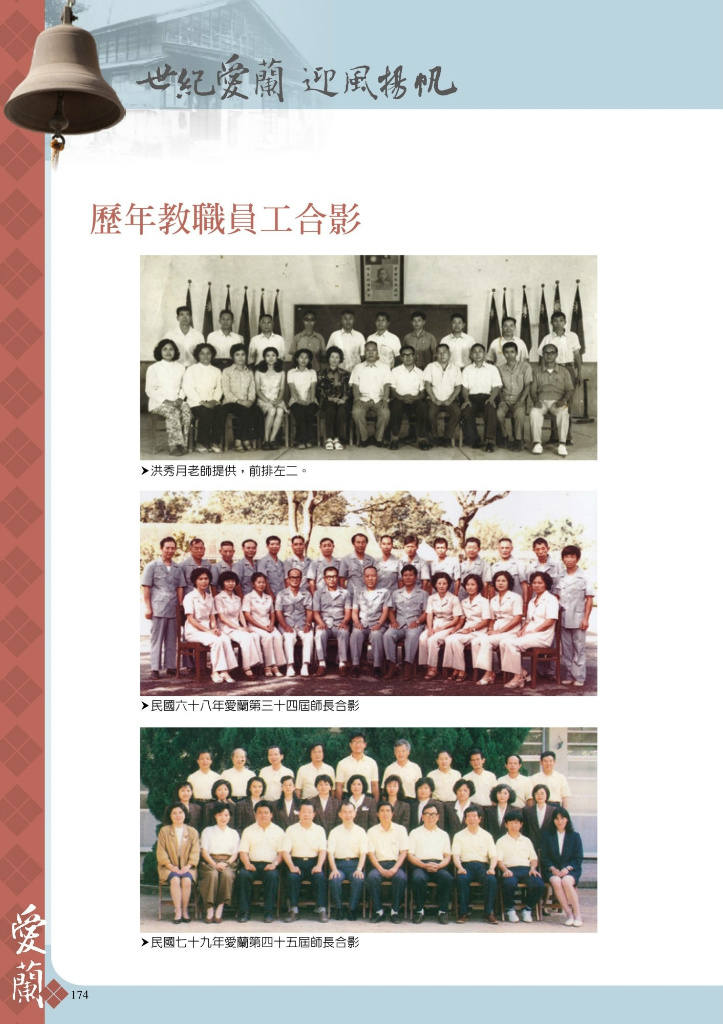 世紀愛蘭 迎風揚帆
歷年教職員工合影
洪秀月老師提供，前排左二。
民國六十八年愛蘭第三十四屆師長合影
民國七十九年愛蘭第四十五屆師長合影
愛蘭
174